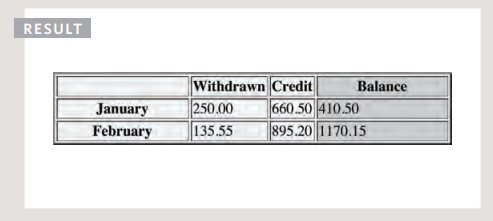 RESULT
Withdrawn Credit Balance
January 250.00 660.50 410.50
February 135.55 895.20 1170.15